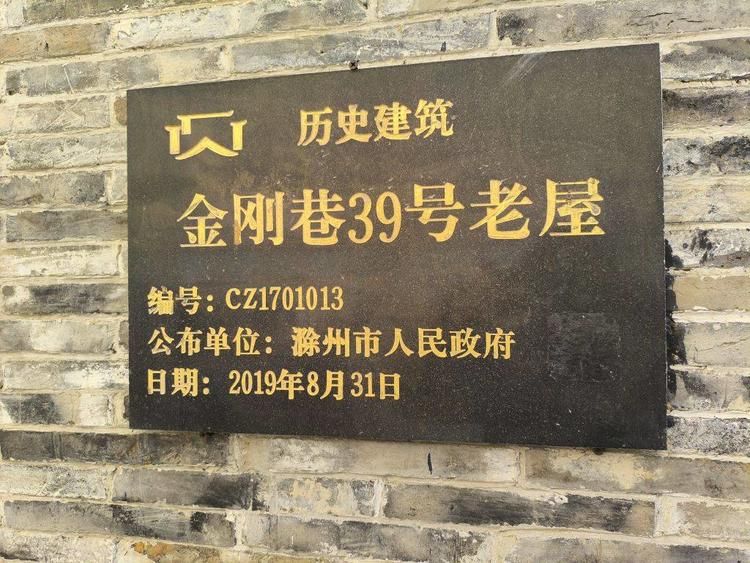 历史建筑
金刚巷39号老屋
编号：CZ1701013
公布单位：滁州市人民政府
日期：2019年8月31日